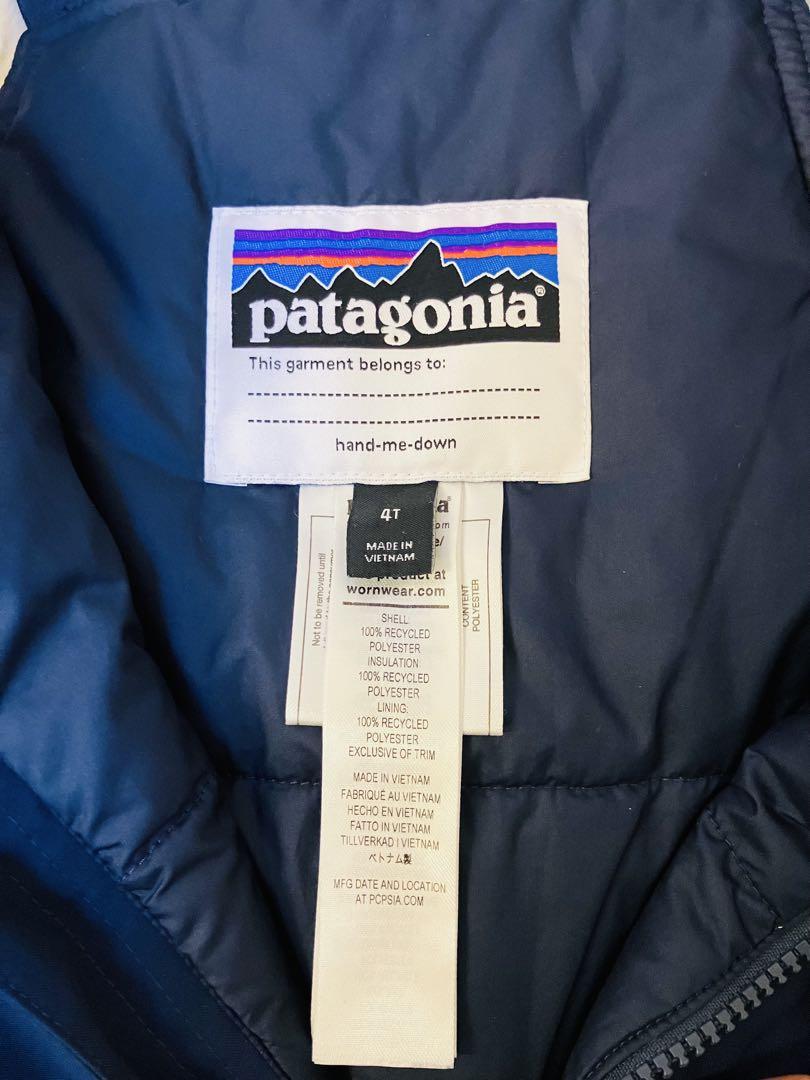 patagonia®
This garment belongs to:
hand-me-down
4T
MADE IN
VIETNAM
product at
wornwear.com
Not to be removed until
CONTENT
POLYESTER
SHELL:
100% RECYCLED
POLYESTER
INSULATION:
100% RECYCLED
POLYESTER
LINING:
100% RECYCLED
POLYESTER
EXCLUSIVE OF TRIM
MADE IN VIETNAM
FABRIQUÉ AU VIETNAM
HECHO EN VIETNAM
FATTO IN VIETNAM
TILLVERKAD I VIETNAM
ベトナム製
MFG DATE AND LOCATION
AT PCPSIA.COM